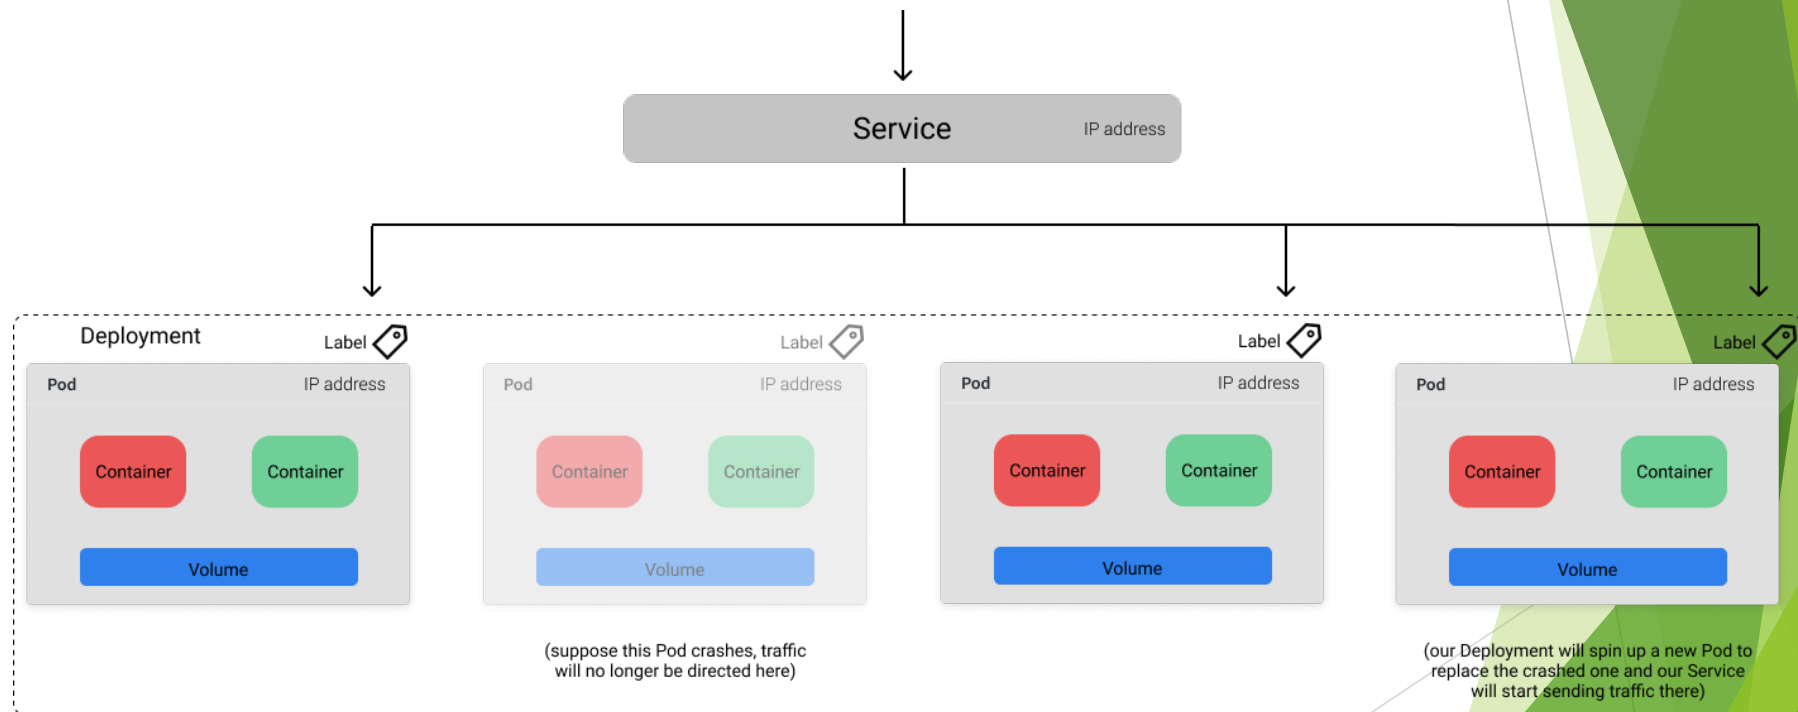 Service
IP address
Deployment
Label
Pod
IP address
Container
Container
Volume
Label
Pod
IP address
Container
Container
Volume
(suppose this Pod crashes, traffic
will no longer be directed here)
Label
Pod
IP address
Container
Container
Volume
Label
Pod
IP address
Container
Container
Volume
(our Deployment will spin up a new Pod to
replace the crashed one and our Service
will start sending traffic there)